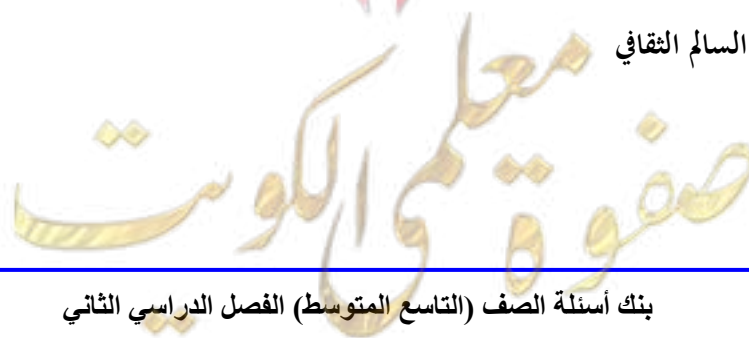 السالم الثقافي
صفوة معلمي الكويت
بنك أسئلة الصف (التاسع المتوسط) الفصل الدراسي الثاني